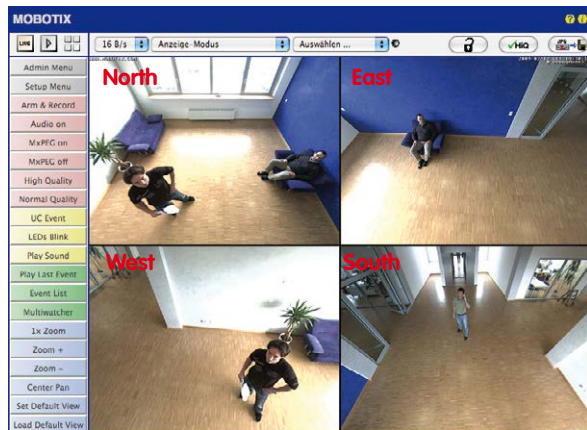 MOBOTIX
LIVE
16 B/s Anzeige-Modus Auswählen ... HiQ
Admin Menu
Setup Menu
Arm & Record
Audio on
MxPEG on
MxPEG off
High Quality
Normal Quality
UC Event
LEDs Blink
Play Sound
Play Last Event
Event List
Multiwatcher
1x Zoom
Zoom +
Zoom –
Center Pan
Set Default View
Load Default View
North
East
West
South